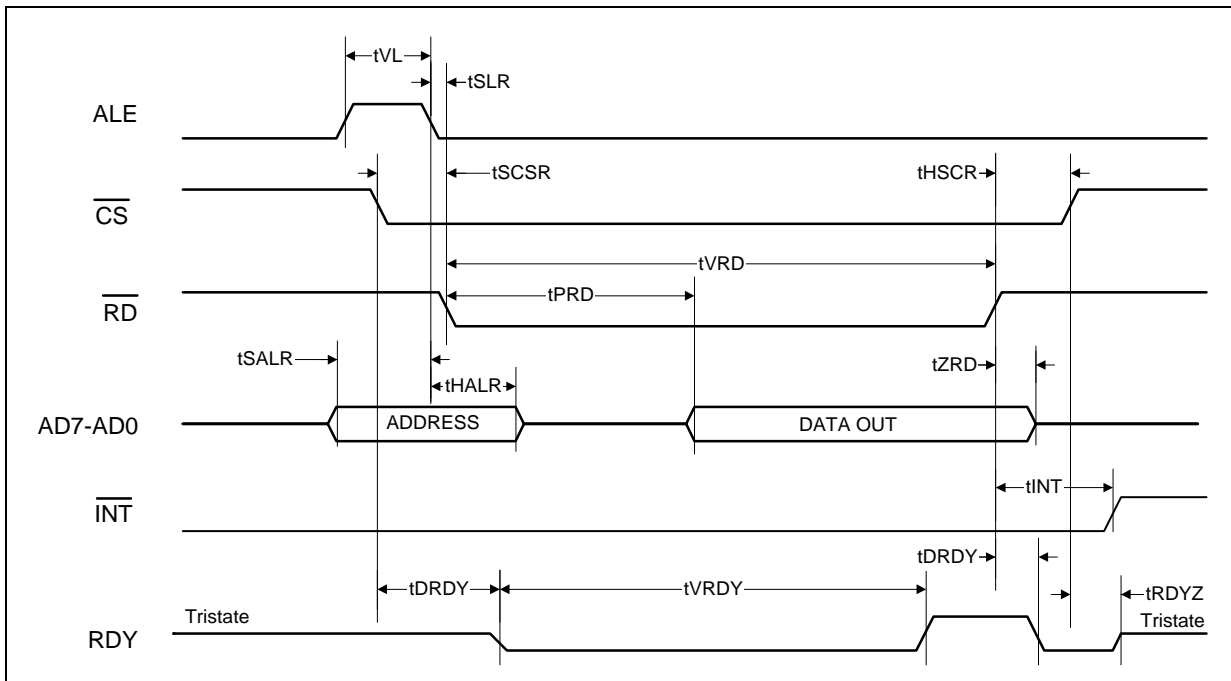 tVL
tSLR
ALE
tSCSR
tHSCR
CS
tVRD
RD
tPRD
tSALR
tZRD
tHALR
AD7-AD0
ADDRESS
DATA OUT
tINT
INT
tDRDY
tDRDY
tVRDY
tRDYZ
Tristate
Tristate
RDY